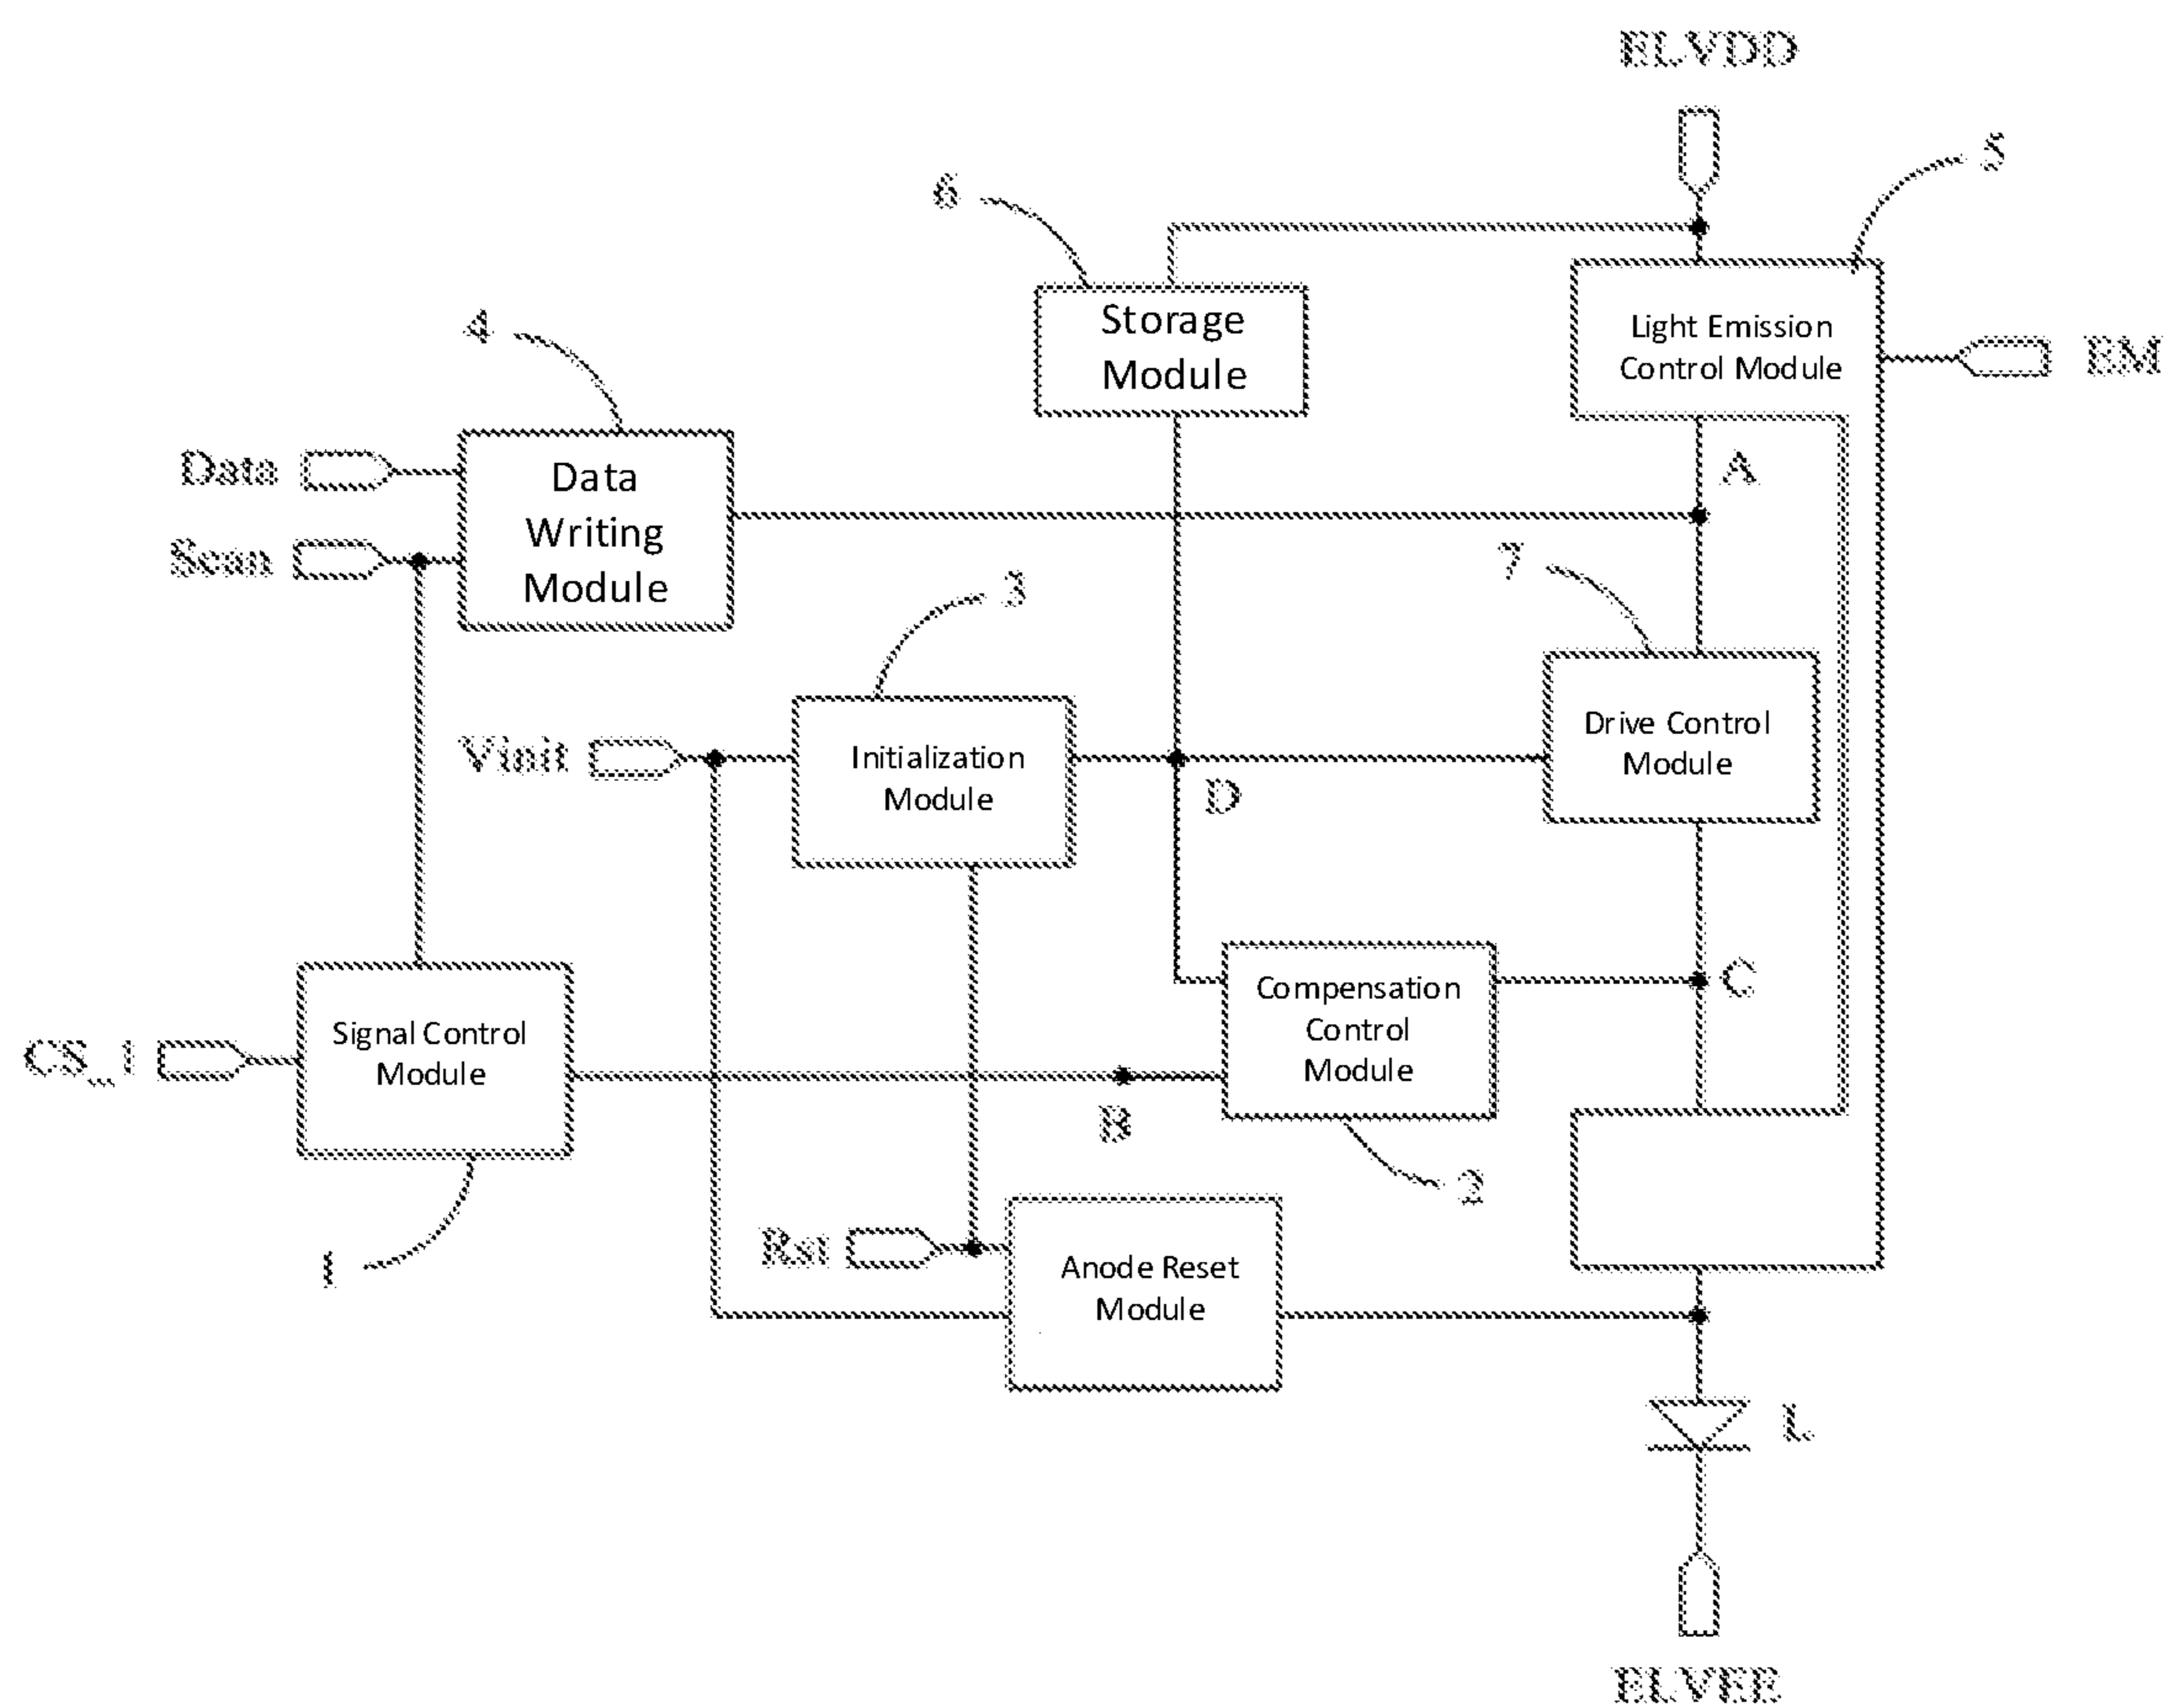 ELVDD
5
6
Storage
Module
Light Emission
Control Module
EM
4
Data
Data
Writing
Module
A
Scan
7
3
Drive Control
Module
Vinit
Initialization
Module
D
Compensation
Control
Module
C
Signal Control
Module
CS_1
B
2
Rst
Anode Reset
Module
1
L
ELVEE